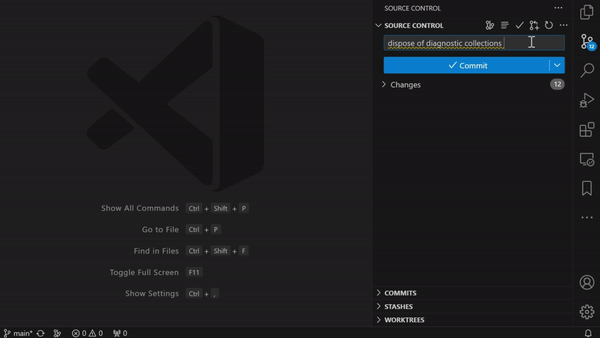 SOURCE CONTROL
SOURCE CONTROL
dispose of diagnostic collections
Commit
Changes 12
12
Show All Commands Ctrl + Shift + P
Go to File Ctrl + P
Find in Files Ctrl + Shift + F
Toggle Full Screen F11
Show Settings Ctrl + ,
COMMITS
STASHES
WORKTREES
main* 0 0 0